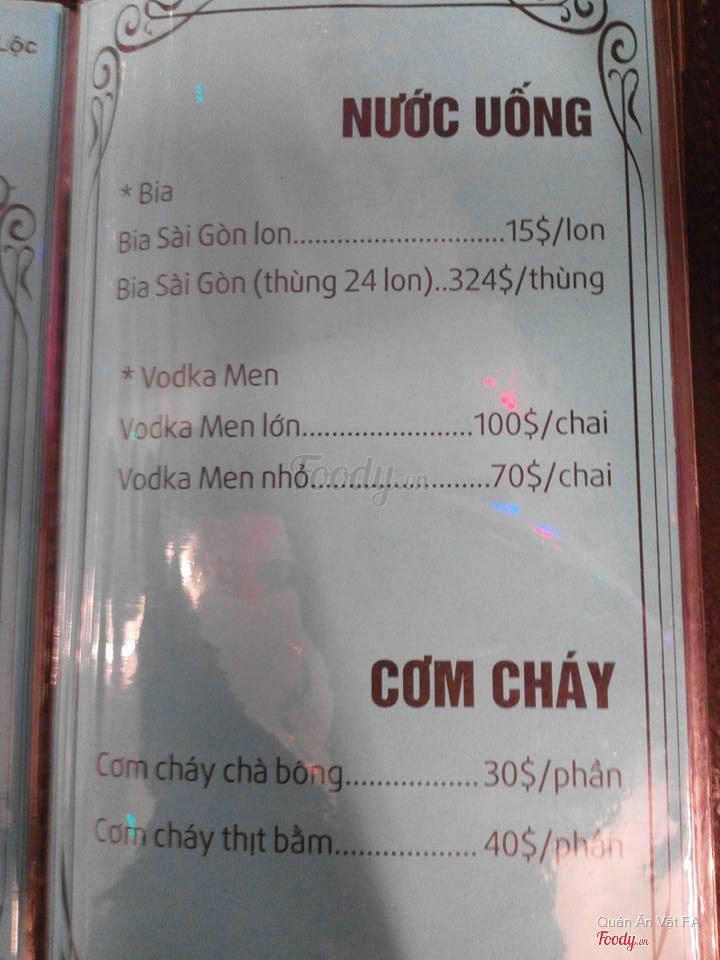 LỘC
NƯỚC UỐNG
* Bia
Bia Sài Gòn lon.............................15$/lon
Bia Sài Gòn (thùng 24 lon)..324$/thùng
* Vodka Men
Vodka Men lớn.......................100$/chai
Vodka Men nhỏ........................70$/chai
Foody.vn
CƠM CHÁY
Cơm cháy chà bông.................30$/phần
Cơm cháy thịt bằm.................. 40$/phần
Quán Ăn Vặt FA
Foody.vn